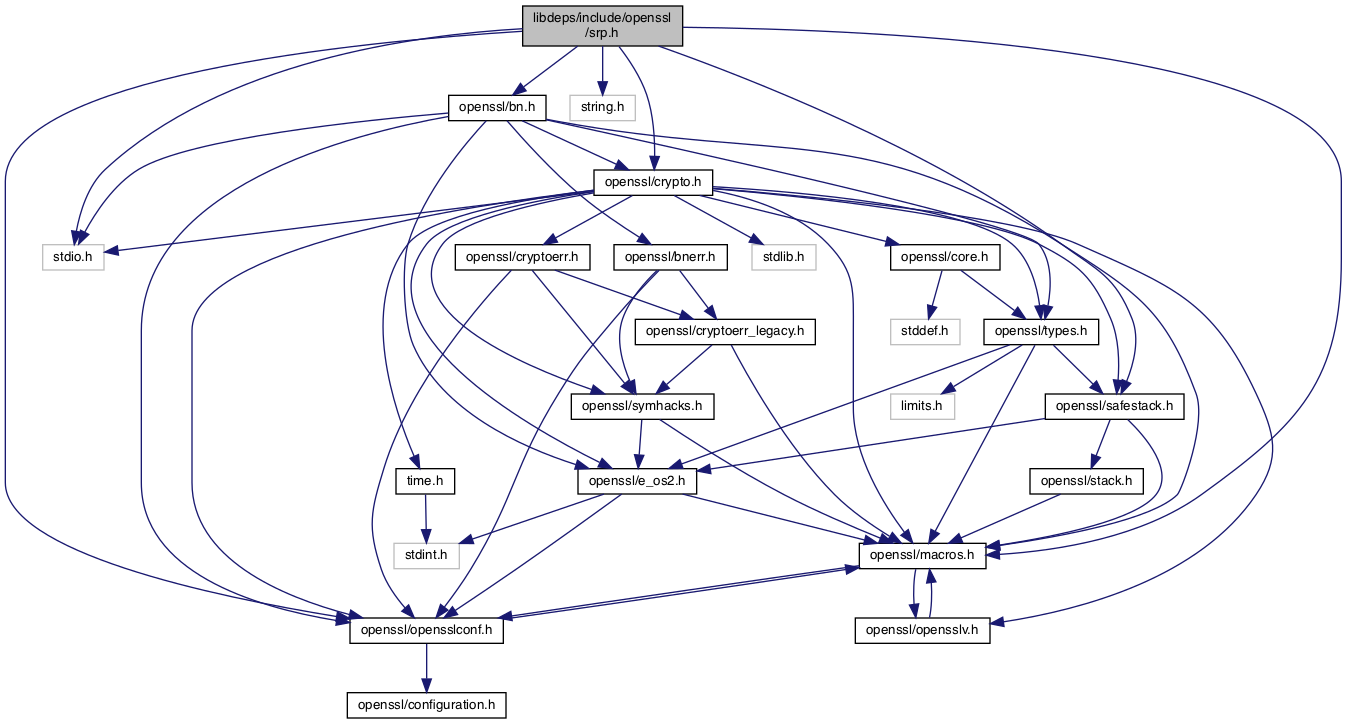 libdeps/include/openssl
/srp.h
openssl/bn.h
string.h
openssl/crypto.h
stdio.h
openssl/cryptoerr.h
openssl/bnerr.h
stdlib.h
openssl/core.h
openssl/cryptoerr_legacy.h
stddef.h
openssl/types.h
openssl/symhacks.h
limits.h
openssl/safestack.h
time.h
openssl/e_os2.h
openssl/stack.h
stdint.h
openssl/macros.h
openssl/opensslconf.h
openssl/opensslv.h
openssl/configuration.h